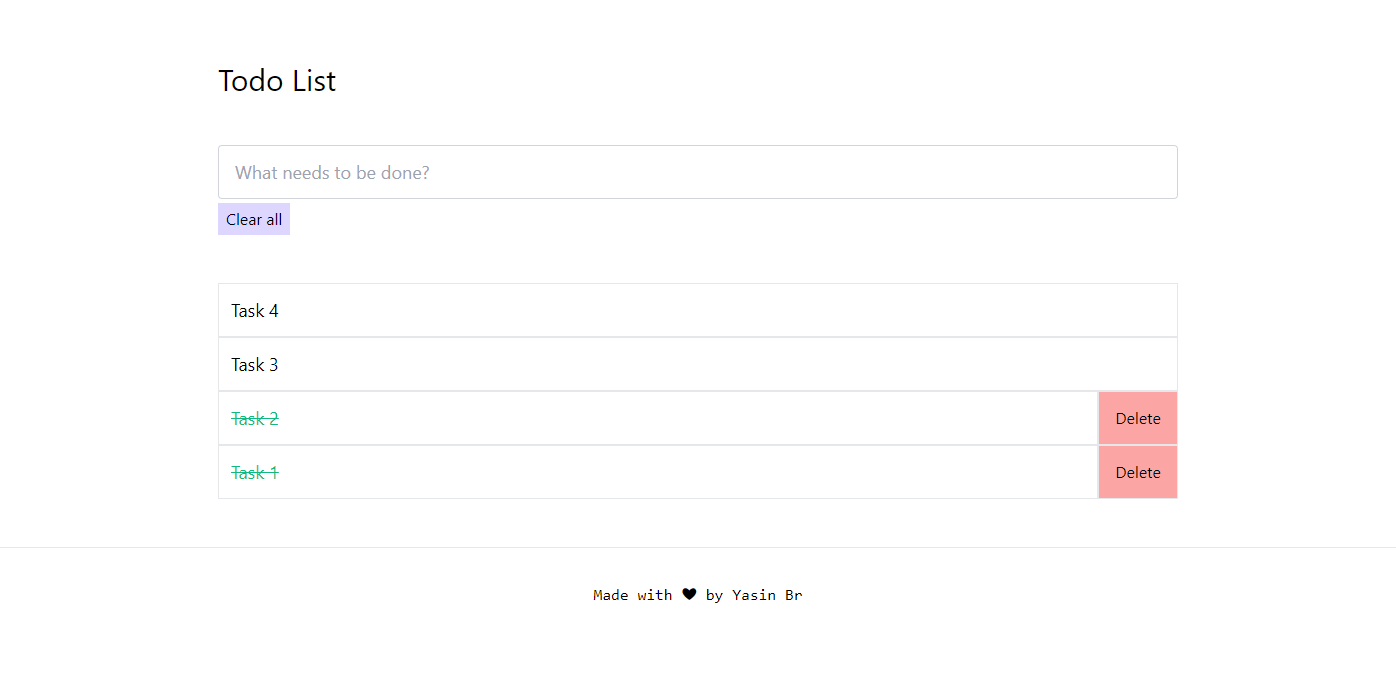 Todo List
What needs to be done?
Clear all
Task 4
Task 3
Task 2 Delete
Task 1 Delete
Made with ♥ by Yasin Br